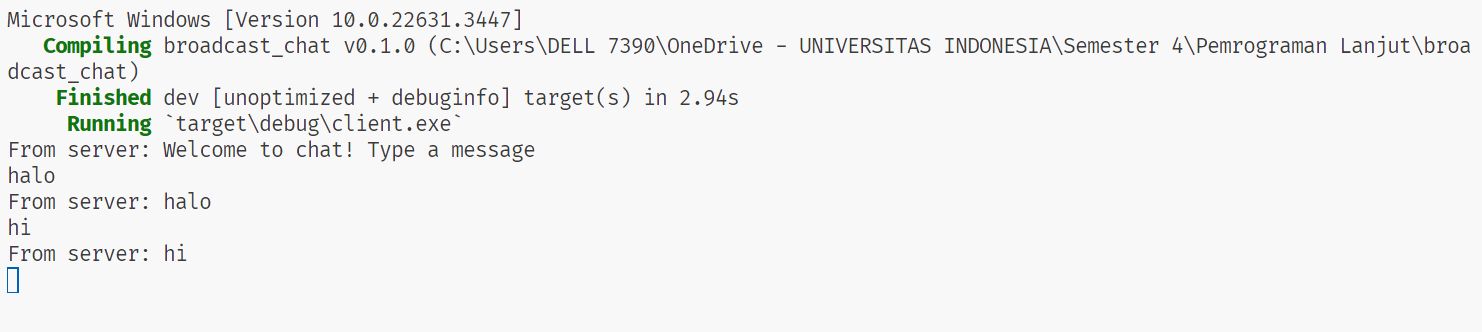 Microsoft Windows [Version 10.0.22631.3447]
Compiling broadcast_chat v0.1.0 (C:\Users\DELL 7390\OneDrive - UNIVERSITAS INDONESIA\Semester 4\Pemrograman Lanjut\broa
dcast_chat)
Finished dev [unoptimized + debuginfo] target(s) in 2.94s
Running `target\debug\client.exe`
From server: Welcome to chat! Type a message
halo
From server: halo
hi
From server: hi